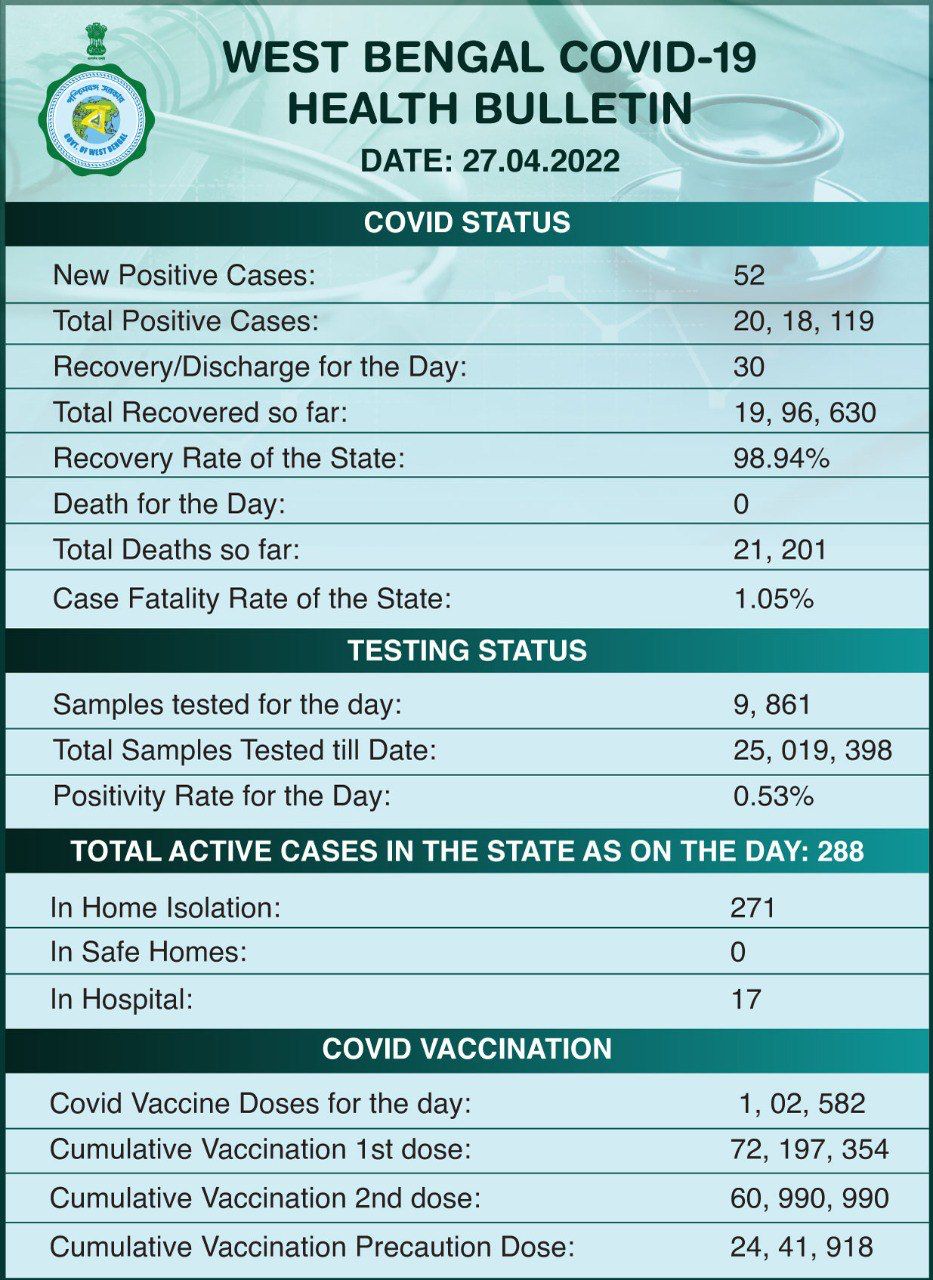 পশ্চিমবঙ্গ সরকার
ব
GOVT. OF WEST BENGAL
WEST BENGAL COVID-19
HEALTH BULLETIN
DATE: 27.04.2022
COVID STATUS
New Positive Cases: 52
Total Positive Cases: 20, 18, 119
Recovery/Discharge for the Day: 30
Total Recovered so far: 19, 96, 630
Recovery Rate of the State: 98.94%
Death for the Day: 0
Total Deaths so far: 21, 201
Case Fatality Rate of the State: 1.05%
TESTING STATUS
Samples tested for the day: 9, 861
Total Samples Tested till Date: 25, 019, 398
Positivity Rate for the Day: 0.53%
TOTAL ACTIVE CASES IN THE STATE AS ON THE DAY: 288
In Home Isolation: 271
In Safe Homes: 0
In Hospital: 17
COVID VACCINATION
Covid Vaccine Doses for the day: 1, 02, 582
Cumulative Vaccination 1st dose: 72, 197, 354
Cumulative Vaccination 2nd dose: 60, 990, 990
Cumulative Vaccination Precaution Dose: 24, 41, 918